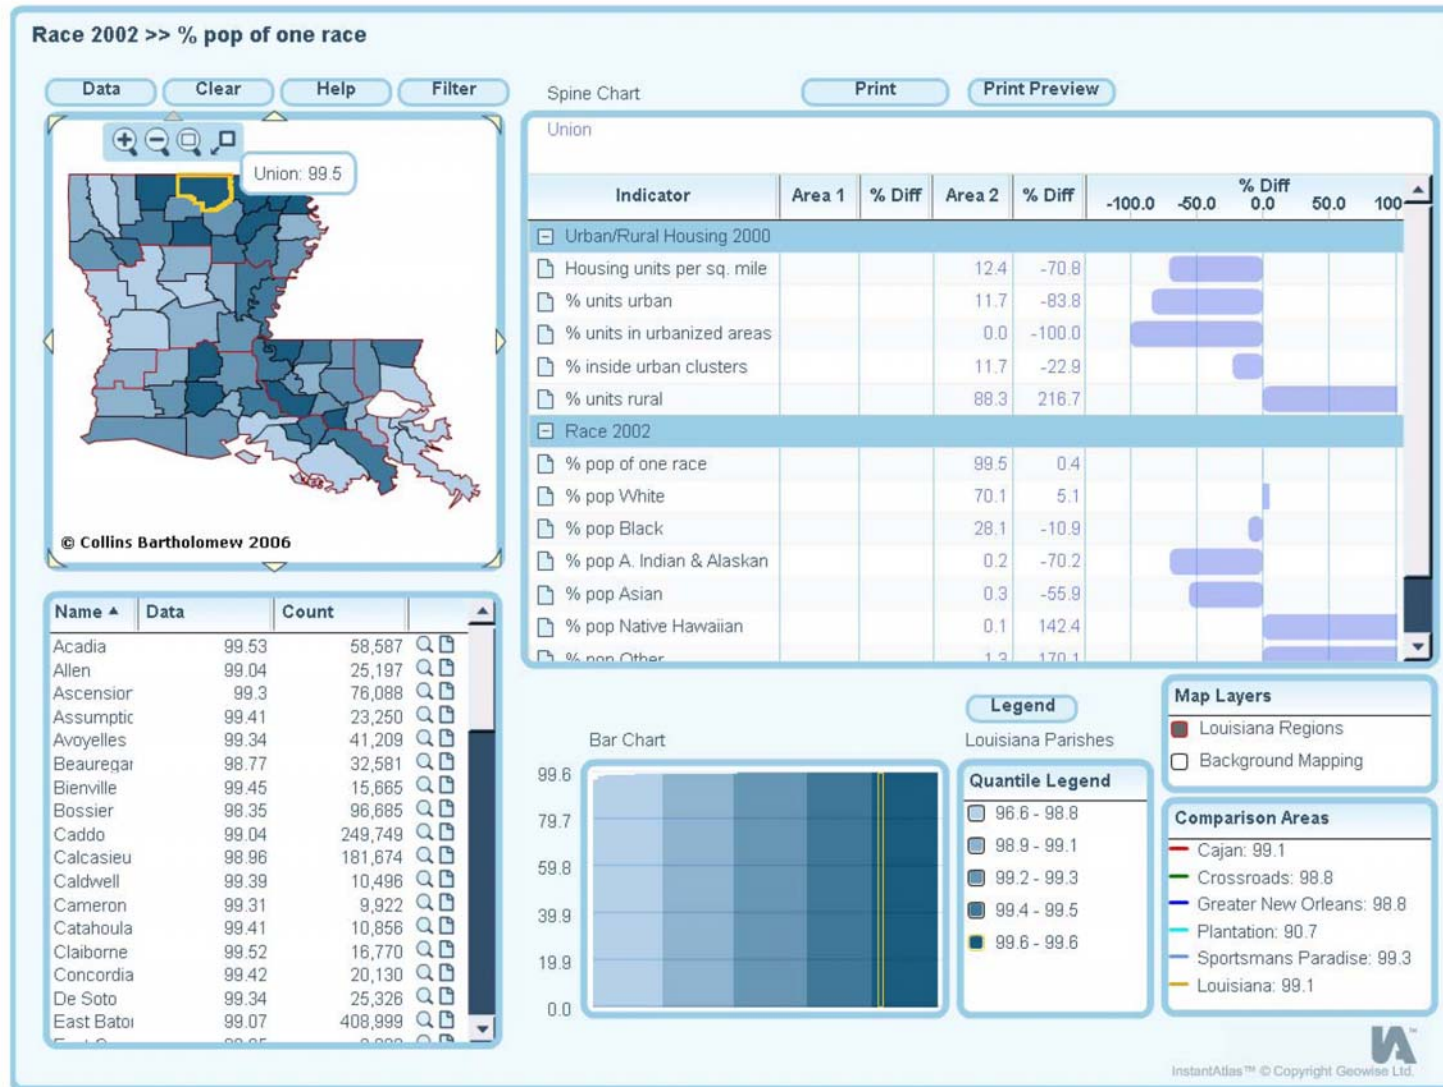 Race 2002 >> % pop of one race
Data Clear Help Filter
Union: 99.5
© Collins Bartholomew 2006
Spine Chart Print Print Preview
Union
Indicator Area 1 % Diff Area 2 % Diff % Diff
-100.0 -50.0 0.0 50.0 100
Urban/Rural Housing 2000
Housing units per sq. mile 12.4 -70.8
% units urban 11.7 -83.8
% units in urbanized areas 0.0 -100.0
% inside urban clusters 11.7 -22.9
% units rural 88.3 216.7
Race 2002
% pop of one race 99.5 0.4
% pop White 70.1 5.1
% pop Black 28.1 -10.9
% pop A. Indian & Alaskan 0.2 -70.2
% pop Asian 0.3 -55.9
% pop Native Hawaiian 0.1 142.4
% pop Other 1.3 170.1
Name Data Count
Acadia 99.53 58,587
Allen 99.04 25,197
Ascension 99.3 76,088
Assumptic 99.41 23,250
Avoyelles 99.34 41,209
Beauregar 98.77 32,581
Bienville 99.45 15,665
Bossier 98.35 96,685
Caddo 99.04 249,749
Calcasieu 98.96 181,674
Caldwell 99.39 10,496
Cameron 99.31 9,922
Catahoula 99.41 10,856
Claiborne 99.52 16,770
Concordia 99.42 20,130
De Soto 99.34 25,326
East Bato 99.07 408,999
Bar Chart
99.6
79.7
59.8
39.9
19.9
0.0
Legend
Louisiana Parishes
Quantile Legend
96.6 - 98.8
98.9 - 99.1
99.2 - 99.3
99.4 - 99.5
99.6 - 99.6
Map Layers
Louisiana Regions
Background Mapping
Comparison Areas
Cajan: 99.1
Crossroads: 98.8
Greater New Orleans: 98.8
Plantation: 90.7
Sportsmans Paradise: 99.3
Louisiana: 99.1
IA™
InstantAtlas™ © Copyright Geowise Ltd.